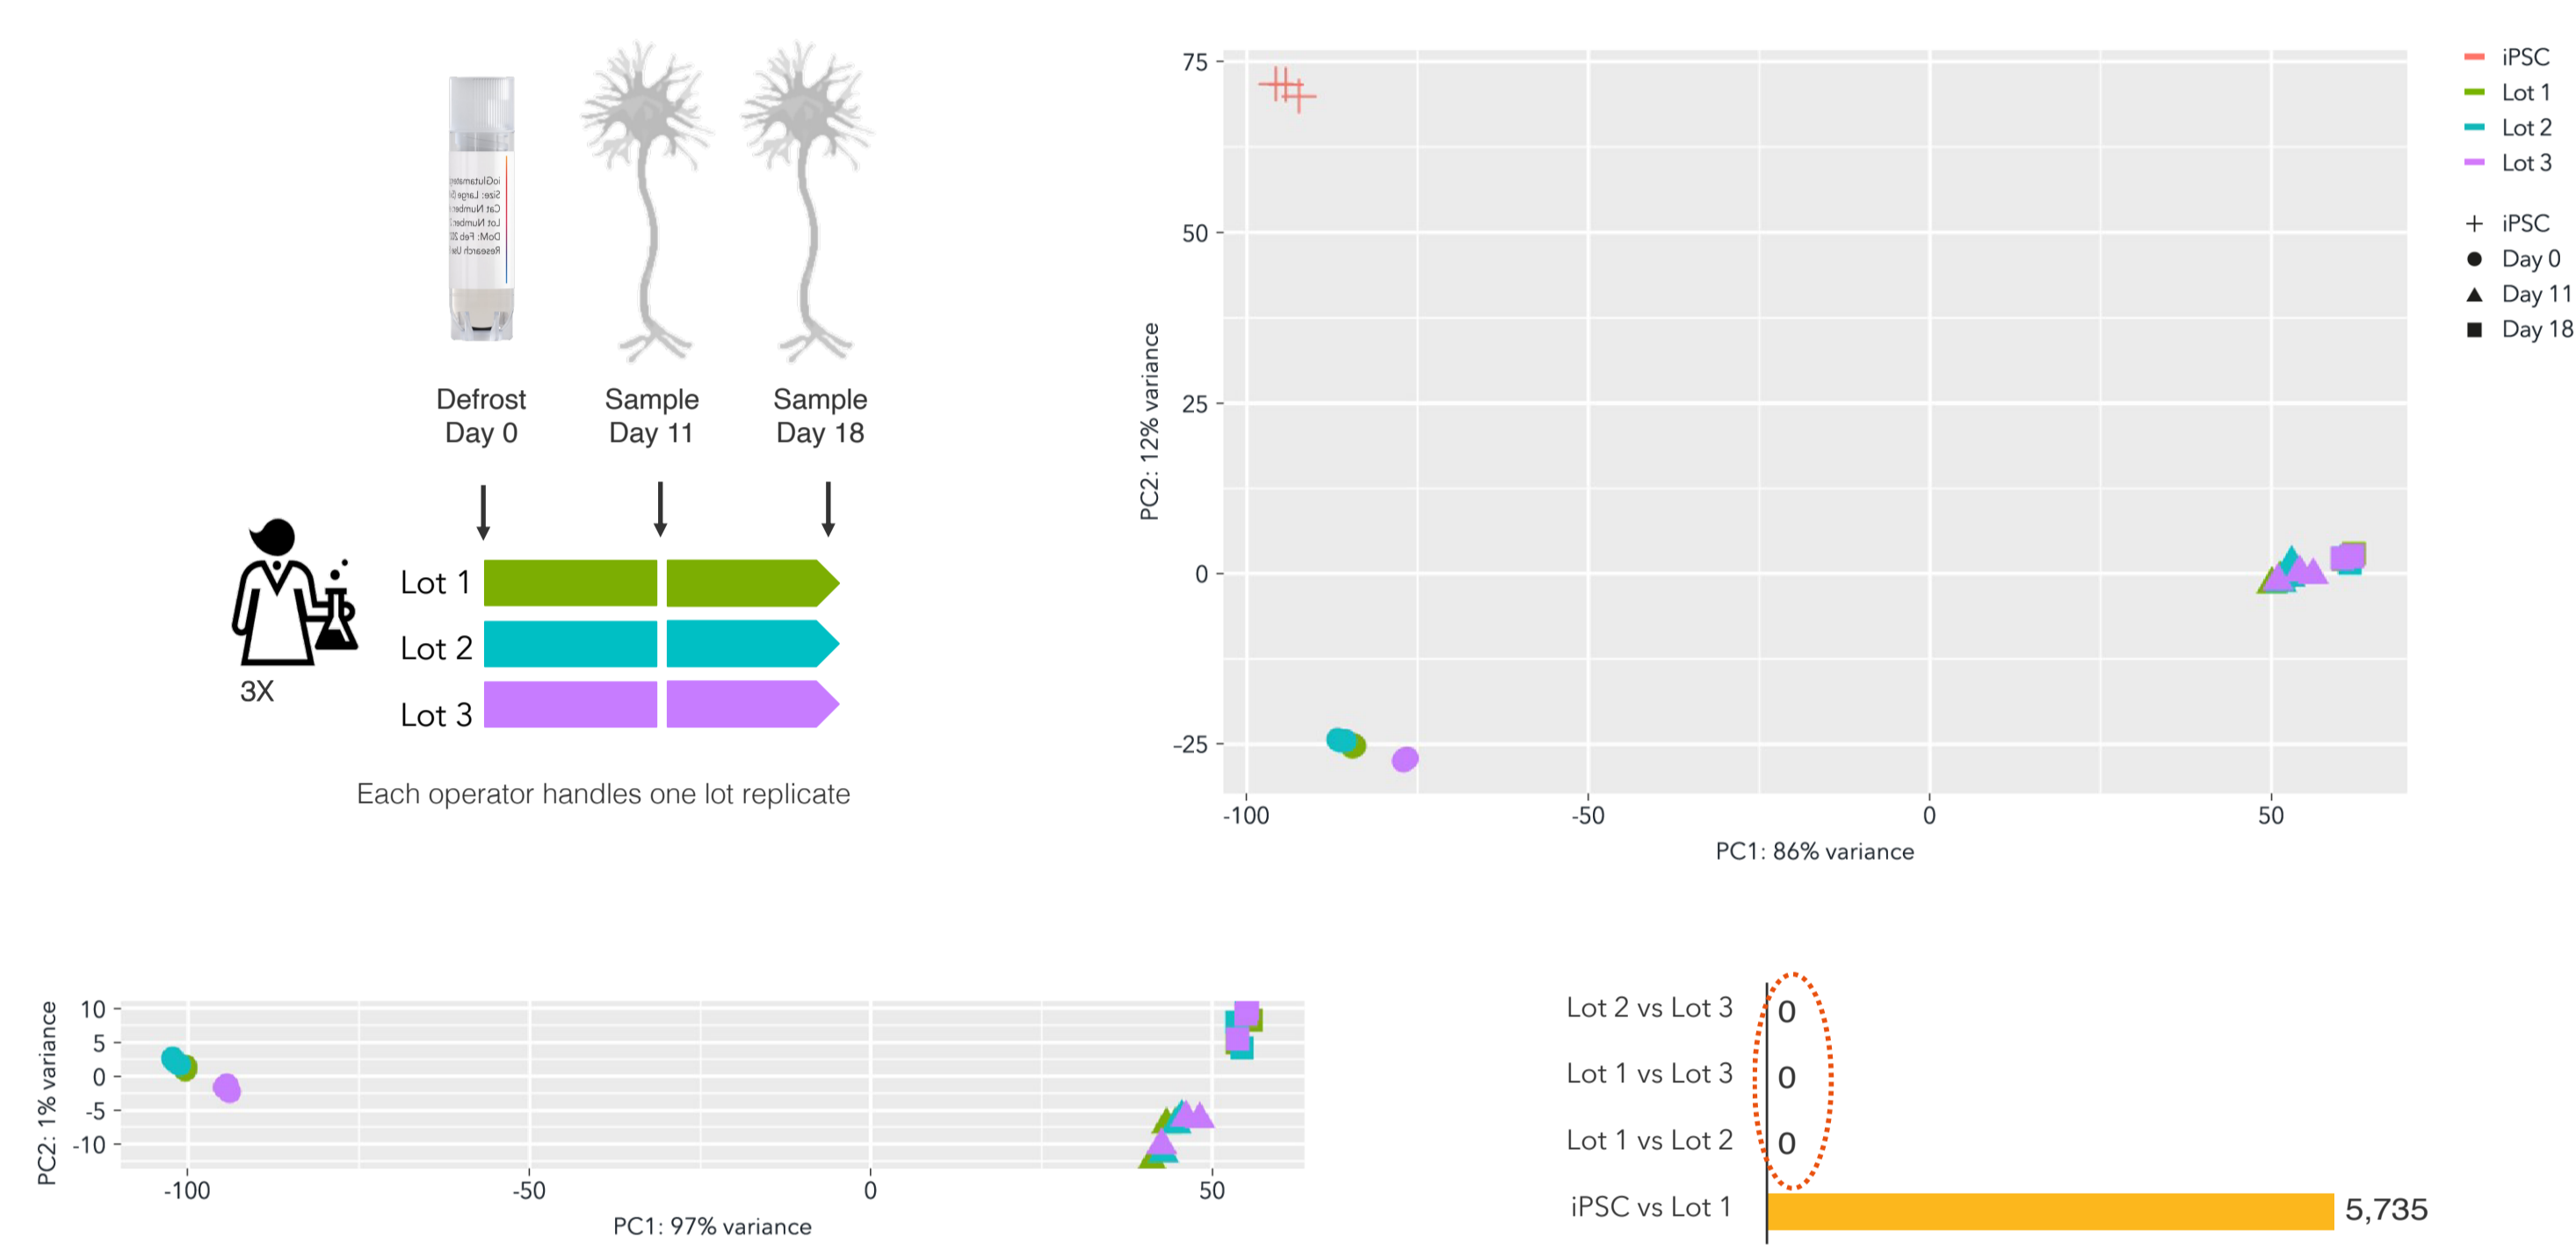 Defrost
Day 0
Sample
Day 11
Sample
Day 18
3X
Lot 1
Lot 2
Lot 3
Each operator handles one lot replicate
PC2: 12% variance
75
50
25
0
-25
-100
-50
0
50
PC1: 86% variance
iPSC
Lot 1
Lot 2
Lot 3
iPSC
Day 0
Day 11
Day 18
PC2: 1% variance
10
5
0
-5
-10
-100
-50
0
50
PC1: 97% variance
Lot 2 vs Lot 3 0
Lot 1 vs Lot 3 0
Lot 1 vs Lot 2 0
iPSC vs Lot 1 5,735